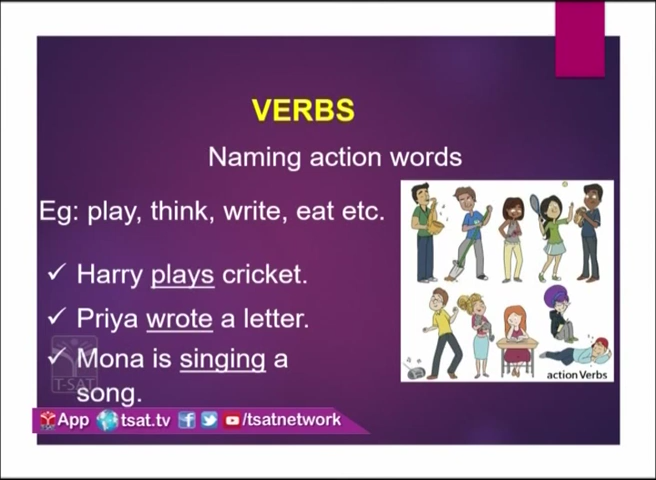 VERBS
Naming action words
Eg: play, think, write, eat etc.
✓ Harry plays cricket.
✓ Priya wrote a letter.
✓ Mona is singing a
song.
action Verbs
T-SAT
App tsat.tv /tsatnetwork